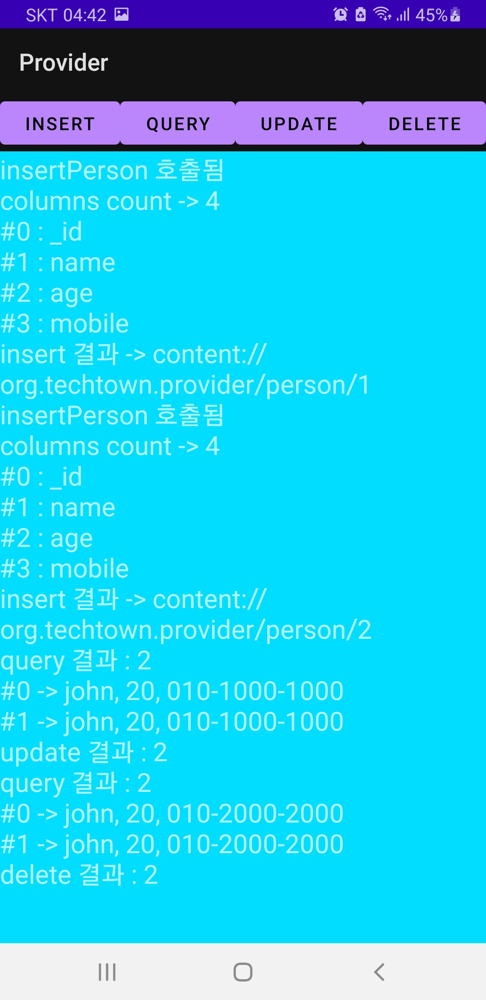 SKT 04:42 45%
Provider
INSERT QUERY UPDATE DELETE
insertPerson 호출됨
columns count -> 4
#0 : _id
#1 : name
#2 : age
#3 : mobile
insert 결과 -> content://
org.techtown.provider/person/1
insertPerson 호출됨
columns count -> 4
#0 : _id
#1 : name
#2 : age
#3 : mobile
insert 결과 -> content://
org.techtown.provider/person/2
query 결과 : 2
#0 -> john, 20, 010-1000-1000
#1 -> john, 20, 010-1000-1000
update 결과 : 2
query 결과 : 2
#0 -> john, 20, 010-2000-2000
#1 -> john, 20, 010-2000-2000
delete 결과 : 2